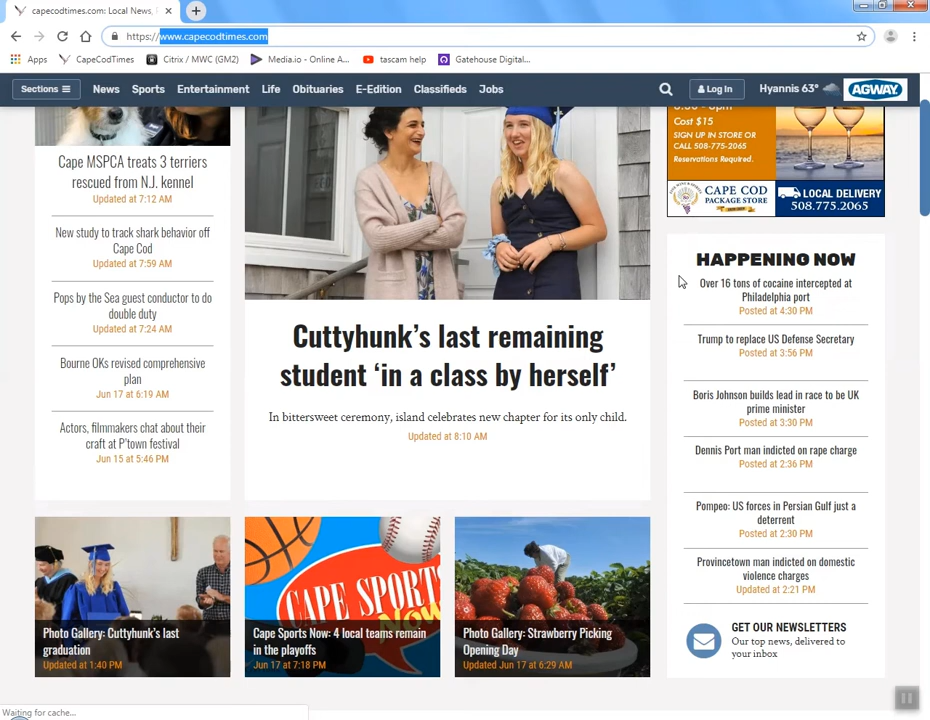 capecodtimes.com: Local News,
https://www.capecodtimes.com
Apps
CapeCodTimes
Citrix / MWC (GM2)
Media.io - Online A...
tascam help
Gatehouse Digital...
Sections
News
Sports
Entertainment
Life
Obituaries
E-Edition
Classifieds
Jobs
Log In
Hyannis 63°
AGWAY
Cape MSPCA treats 3 terriers
rescued from N.J. kennel
Updated at 7:12 AM
New study to track shark behavior off
Cape Cod
Updated at 7:59 AM
Pops by the Sea guest conductor to do
double duty
Updated at 7:24 AM
Bourne OKs revised comprehensive
plan
Jun 17 at 6:19 AM
Actors, filmmakers chat about their
craft at P'town festival
Jun 15 at 5:46 PM
Cuttyhunk’s last remaining
student ‘in a class by herself’
In bittersweet ceremony, island celebrates new chapter for its only child.
Updated at 8:10 AM
Cost $15
SIGN UP IN STORE OR
CALL 508-775-2065
Reservations Required.
CAPE COD
PACKAGE STORE
LOCAL DELIVERY
508.775.2065
HAPPENING NOW
Over 16 tons of cocaine intercepted at
Philadelphia port
Posted at 4:30 PM
Trump to replace US Defense Secretary
Posted at 3:56 PM
Boris Johnson builds lead in race to be UK
prime minister
Posted at 3:30 PM
Dennis Port man indicted on rape charge
Posted at 2:36 PM
Pompeo: US forces in Persian Gulf just a
deterrent
Posted at 2:30 PM
Provincetown man indicted on domestic
violence charges
Updated at 2:21 PM
GET OUR NEWSLETTERS
Our top news, delivered to
your inbox
Photo Gallery: Cuttyhunk's last
graduation
Updated at 1:40 PM
CAPE SPORTS
Now
Cape Sports Now: 4 local teams remain
in the playoffs
Jun 17 at 7:18 PM
Photo Gallery: Strawberry Picking
Opening Day
Updated Jun 17 at 6:29 AM
Waiting for cache...